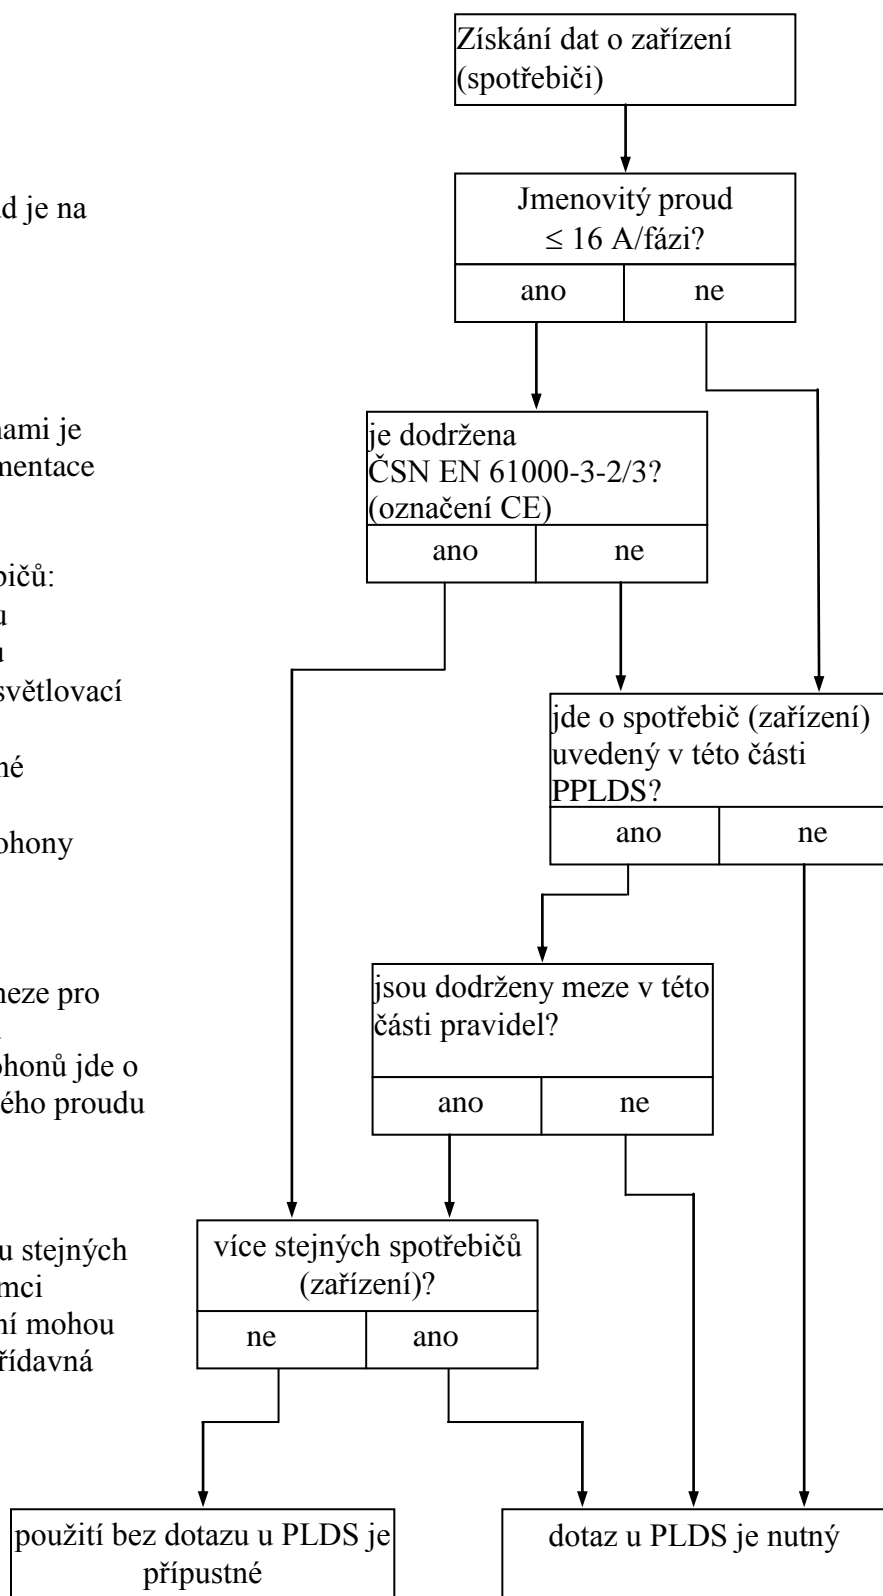 Získání dat o zařízení
(spotřebiči)
d je na
Jmenovitý proud
≤ 16 A/fázi?
ano
ne
nami je
mentace
je dodržena
ČSN EN 61000-3-2/3?
(označení CE)
ano
ne
bičů:
u
ů
světlovací
né
ohony
jde o spotřebič (zařízení)
uvedený v této části
PPLDS?
ano
ne
neze pro
ohonů jde o
ého proudu
jsou dodrženy meze v této
části pravidel?
ano
ne
u stejných
mci
ní mohou
řídavná
více stejných spotřebičů
(zařízení)?
ne
ano
použití bez dotazu u PLDS je
přípustné
dotaz u PLDS je nutný